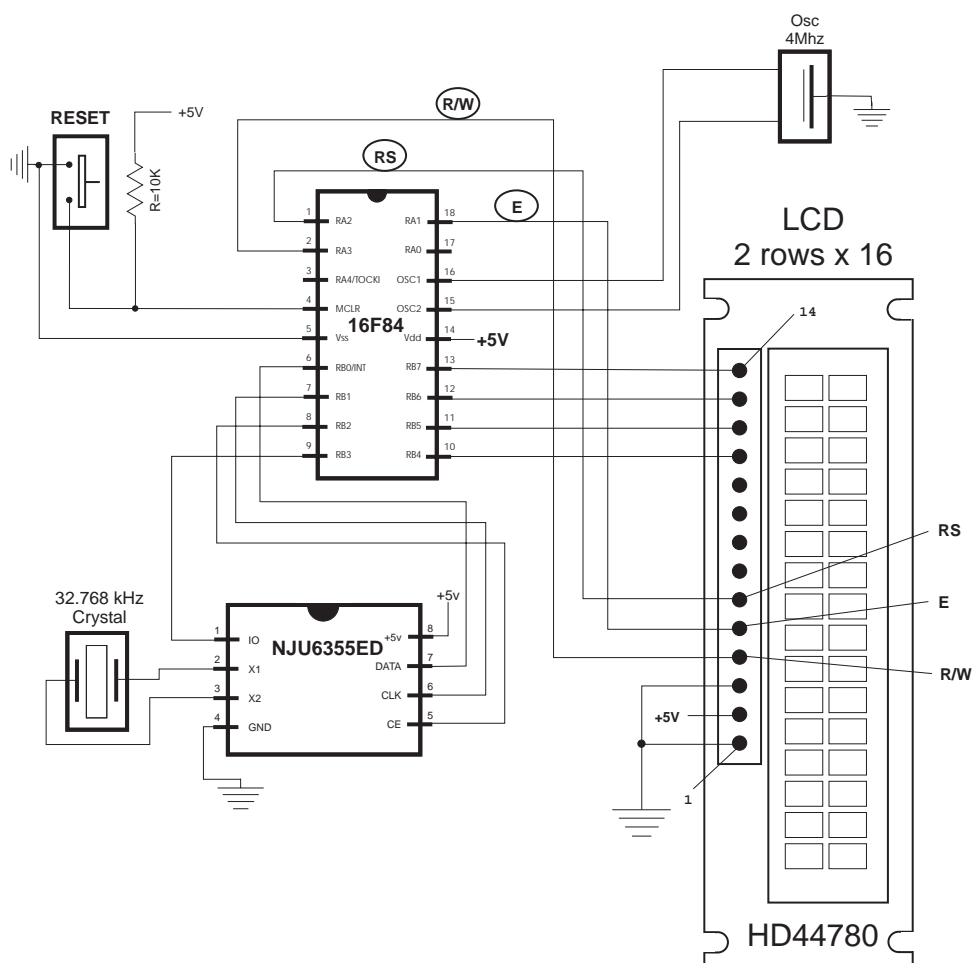 Osc
4Mhz
RESET
+5V
R=10K
R/W
RS
E
1
RA2
RA1
18
2
RA3
RA0
17
3
RA4/TOCKI
OSC1
16
4
MCLR
OSC2
15
16F84
5
Vss
Vdd
14
+5V
6
RB0/INT
RB7
13
7
RB1
RB6
12
8
RB2
RB5
11
9
RB3
RB4
10
LCD
2 rows x 16
14
RS
E
R/W
+5V
1
HD44780
32.768 kHz
Crystal
+5v
NJU6355ED
1
IO
+5v
8
2
X1
DATA
7
3
X2
CLK
6
4
GND
CE
5